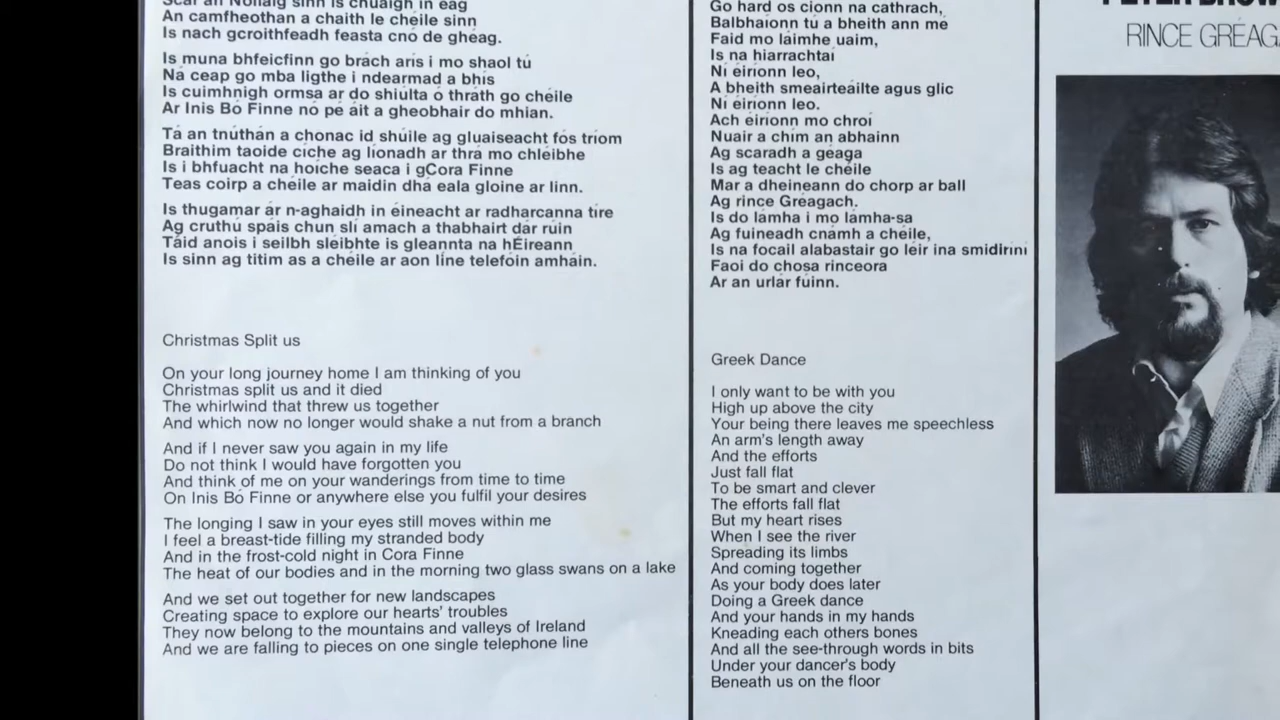 Scar an Nollaig sinn is chuaigh in éag
An camfheothan a chaith le chéile sinn
Is nach gcroithfeadh feasta cnó de ghéag.
Is muna bhfeicfinn go brách arís i mo shaol tú
Ná ceap go mba ligthe i ndearmad a bhís
Is cuimhnigh ormsa ar do shiúlta ó thráth go chéile
Ar Inis Bó Finne nó pé áit a gheobhair do mhian.
Tá an tnúthán a chonac id shúile ag gluaiseacht fós tríom
Braithim taoide cíche ag líonadh ar thrá mo chléibhe
Is i bhfuacht na hoíche seaca i gCora Finne
Teas coirp a chéile ar maidin dhá eala gloine ar linn.
Is thugamar ár n-aghaidh in éineacht ar radharcanna tíre
Ag cruthú spáis chun slí amach a thabhairt dár rúin
Táid anois i seilbh sléibhte is gleannta na hÉireann
Is sinn ag titim as a chéile ar aon líne telefóin amháin.
Christmas Split us
On your long journey home I am thinking of you
Christmas split us and it died
The whirlwind that threw us together
And which now no longer would shake a nut from a branch
And if I never saw you again in my life
Do not think I would have forgotten you
And think of me on your wanderings from time to time
On Inis Bó Finne or anywhere else you fulfil your desires
The longing I saw in your eyes still moves within me
I feel a breast-tide filling my stranded body
And in the frost-cold night in Cora Finne
The heat of our bodies and in the morning two glass swans on a lake
And we set out together for new landscapes
Creating space to explore our hearts' troubles
They now belong to the mountains and valleys of Ireland
And we are falling to pieces on one single telephone line
Go hard os cionn na cathrach,
Balbhaíonn tú a bheith ann mé
Faid mo láimhe uaim,
Is na hiarrachtaí
Ní éiríonn leo,
A bheith smeairteáilte agus glic
Ní éiríonn leo.
Ach éiríonn mo chroí
Nuair a chím an abhainn
Ag scaradh a géaga
Is ag teacht le chéile
Mar a dheineann do chorp ar ball
Ag rince Gréagach.
Is do lámha i mo lámha-sa
Ag fuineadh cnámh a chéile,
Is na focail alabastair go léir ina smidiríní
Faoi do chosa rinceora
Ar an urlár fúinn.
Greek Dance
I only want to be with you
High up above the city
Your being there leaves me speechless
An arm's length away
And the efforts
Just fall flat
To be smart and clever
The efforts fall flat
But my heart rises
When I see the river
Spreading its limbs
And coming together
As your body does later
Doing a Greek dance
And your hands in my hands
Kneading each others bones
And all the see-through words in bits
Under your dancer's body
Beneath us on the floor
PETER
RINCE GRÉAG